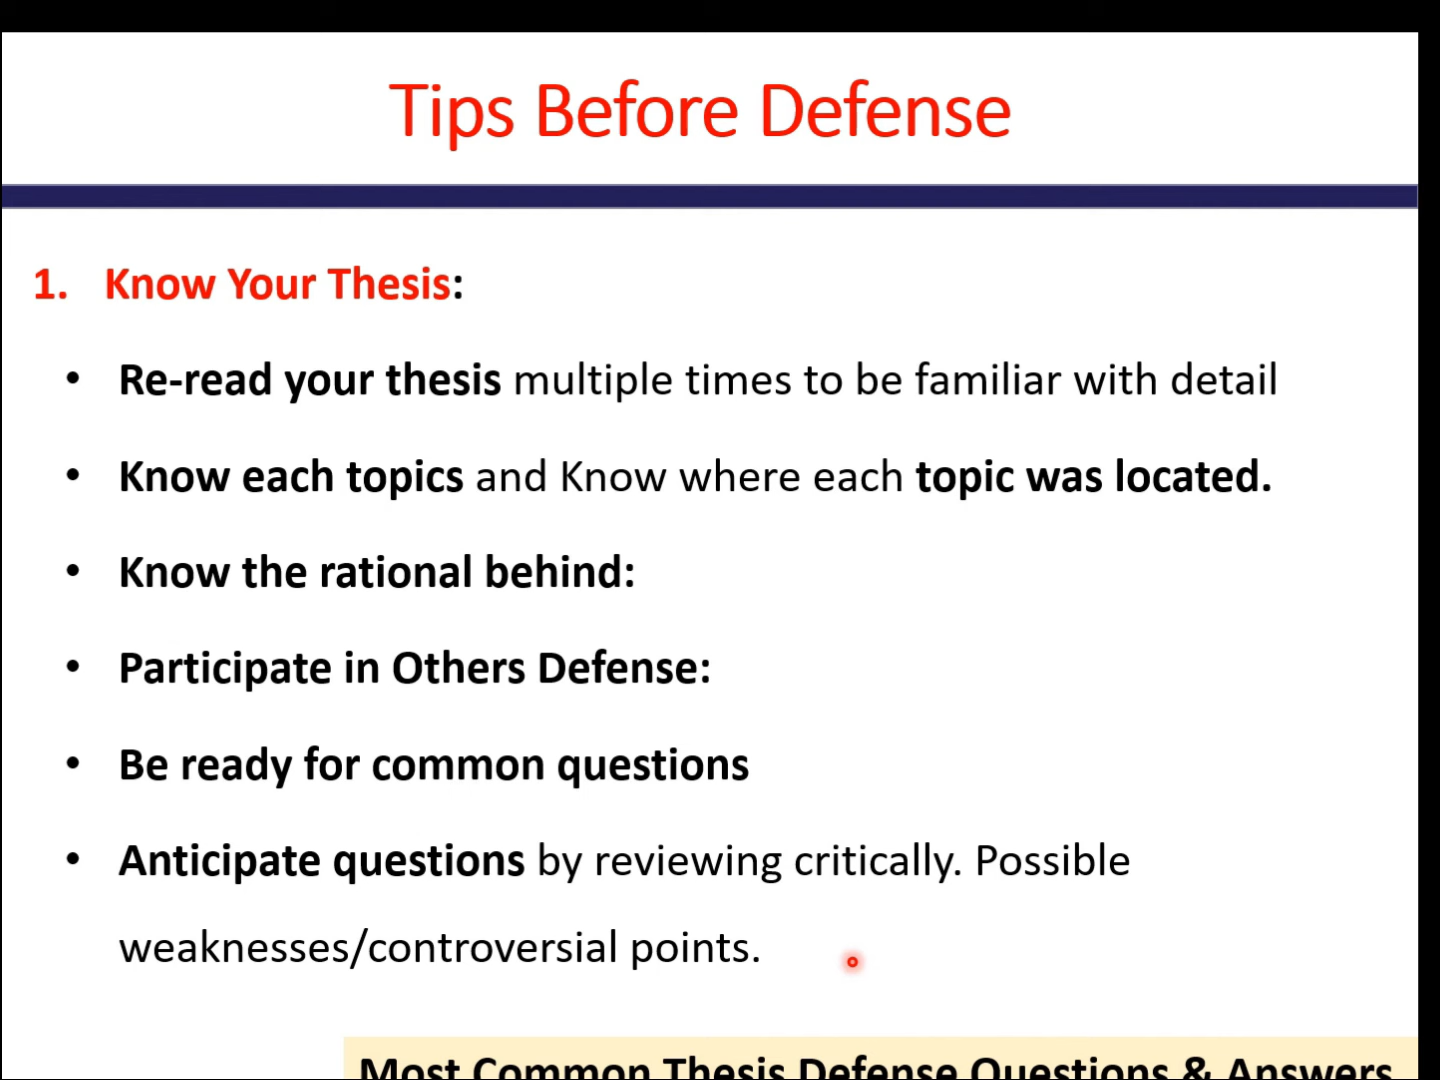 Tips Before Defense
1. Know Your Thesis:
• Re-read your thesis multiple times to be familiar with detail
• Know each topics and Know where each topic was located.
• Know the rational behind:
• Participate in Others Defense:
• Be ready for common questions
• Anticipate questions by reviewing critically. Possible
weaknesses/controversial points.
Most Common Thesis Defense Questions & Answers